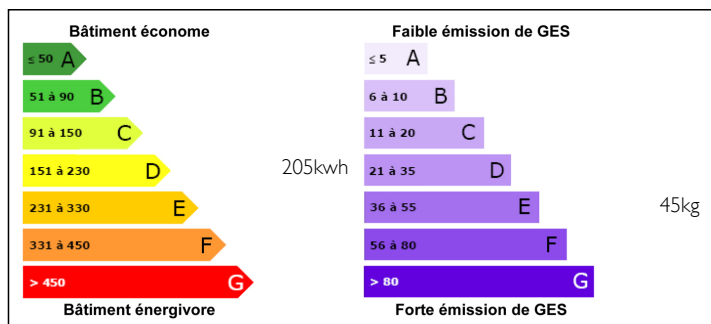 Bâtiment économe
≤ 50 A
51 à 90 B
91 à 150 C
151 à 230 D
231 à 330 E
331 à 450 F
> 450 G
Bâtiment énergivore
205kwh
Faible émission de GES
≤ 5 A
6 à 10 B
11 à 20 C
21 à 35 D
36 à 55 E
56 à 80 F
> 80 G
Forte émission de GES
45kg